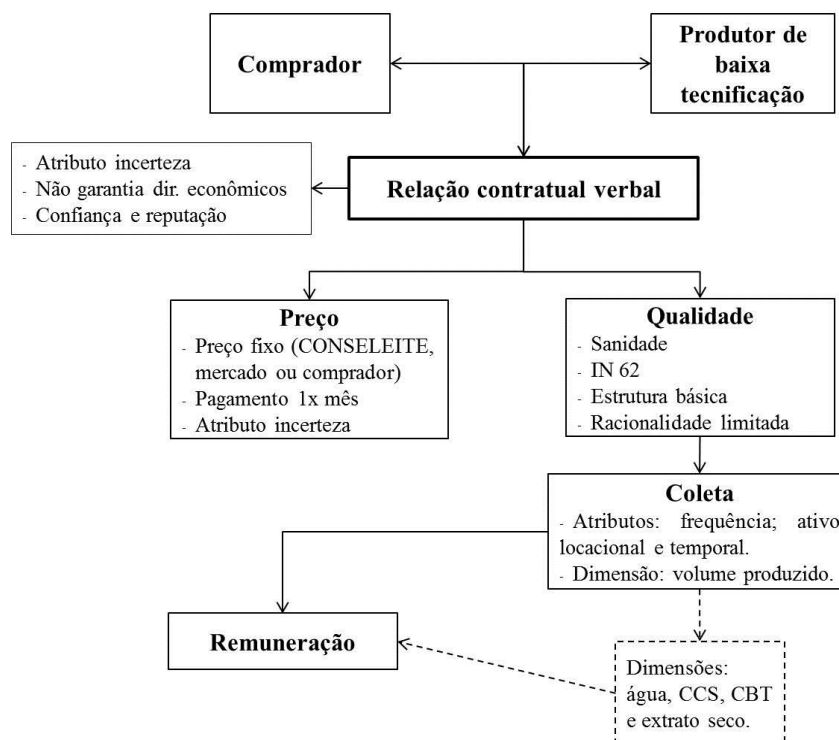 Comprador
Produtor de
baixa
tecnificação
- Atributo incerteza
- Não garantia dir. econômicos
- Confiança e reputação
Relação contratual verbal
Preço
- Preço fixo (CONSELEITE,
mercado ou comprador)
- Pagamento 1x mês
- Atributo incerteza
Qualidade
- Sanidade
- IN 62
- Estrutura básica
- Racionalidade limitada
Coleta
- Atributos: frequência; ativo
locacional e temporal.
- Dimensão: volume produzido.
Remuneração
Dimensões:
água, CCS, CBT
e extrato seco.